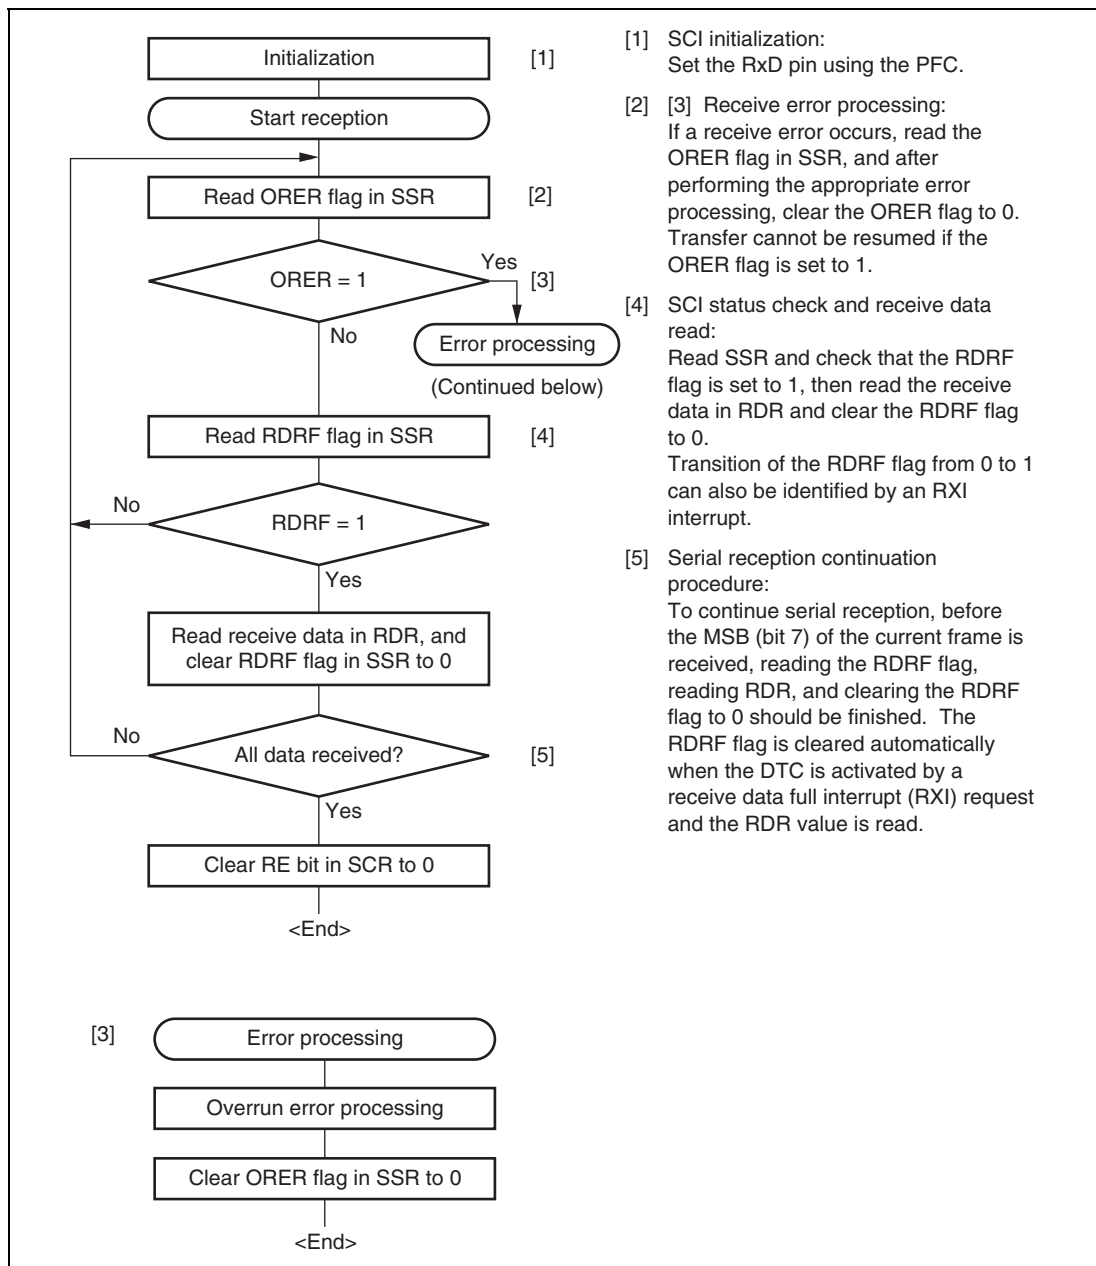 Initialization
[1]
Start reception
Read ORER flag in SSR
[2]
ORER = 1
Yes
[3]
No
Error processing
(Continued below)
Read RDRF flag in SSR
[4]
No
RDRF = 1
Yes
Read receive data in RDR, and
clear RDRF flag in SSR to 0
No
All data received?
[5]
Yes
Clear RE bit in SCR to 0
<End>
[3]
Error processing
Overrun error processing
Clear ORER flag in SSR to 0
<End>
[1] SCI initialization:
Set the RxD pin using the PFC.
[2] [3] Receive error processing:
If a receive error occurs, read the
ORER flag in SSR, and after
performing the appropriate error
processing, clear the ORER flag to 0.
Transfer cannot be resumed if the
ORER flag is set to 1.
[4] SCI status check and receive data
read:
Read SSR and check that the RDRF
flag is set to 1, then read the receive
data in RDR and clear the RDRF flag
to 0.
Transition of the RDRF flag from 0 to 1
can also be identified by an RXI
interrupt.
[5] Serial reception continuation
procedure:
To continue serial reception, before
the MSB (bit 7) of the current frame is
received, reading the RDRF flag,
reading RDR, and clearing the RDRF
flag to 0 should be finished. The
RDRF flag is cleared automatically
when the DTC is activated by a
receive data full interrupt (RXI) request
and the RDR value is read.